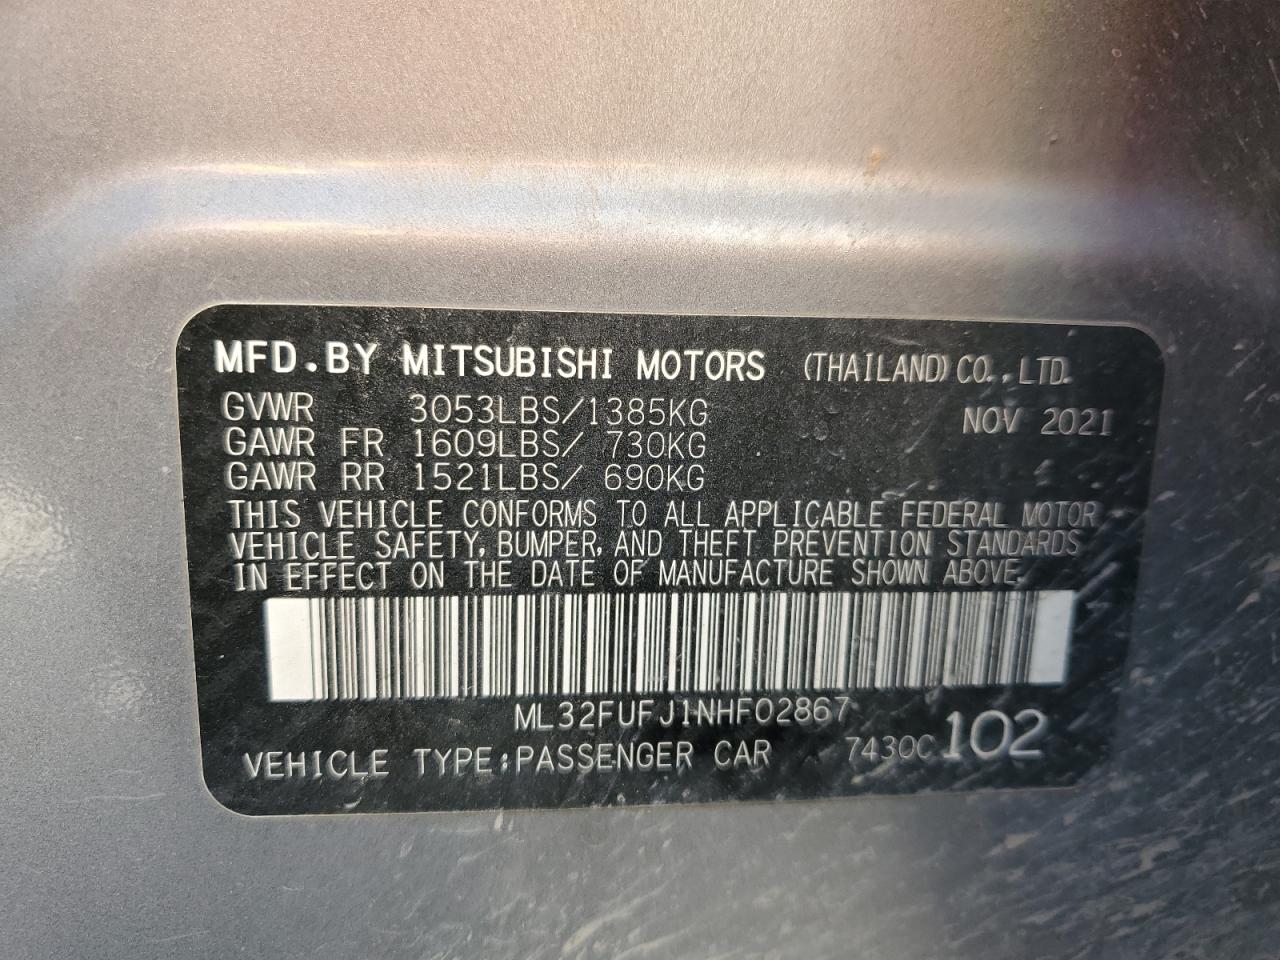 MFD.BY MITSUBISHI MOTORS (THAILAND) CO.,LTD.
GVWR 3053LBS/1385KG NOV 2021
GAWR FR 1609LBS/ 730KG
GAWR RR 1521LBS/ 690KG
THIS VEHICLE CONFORMS TO ALL APPLICABLE FEDERAL MOTOR
VEHICLE SAFETY, BUMPER, AND THEFT PREVENTION STANDARDS
IN EFFECT ON THE DATE OF MANUFACTURE SHOWN ABOVE.
ML32FUFJ1NHF02867
VEHICLE TYPE:PASSENGER CAR 7430C 102